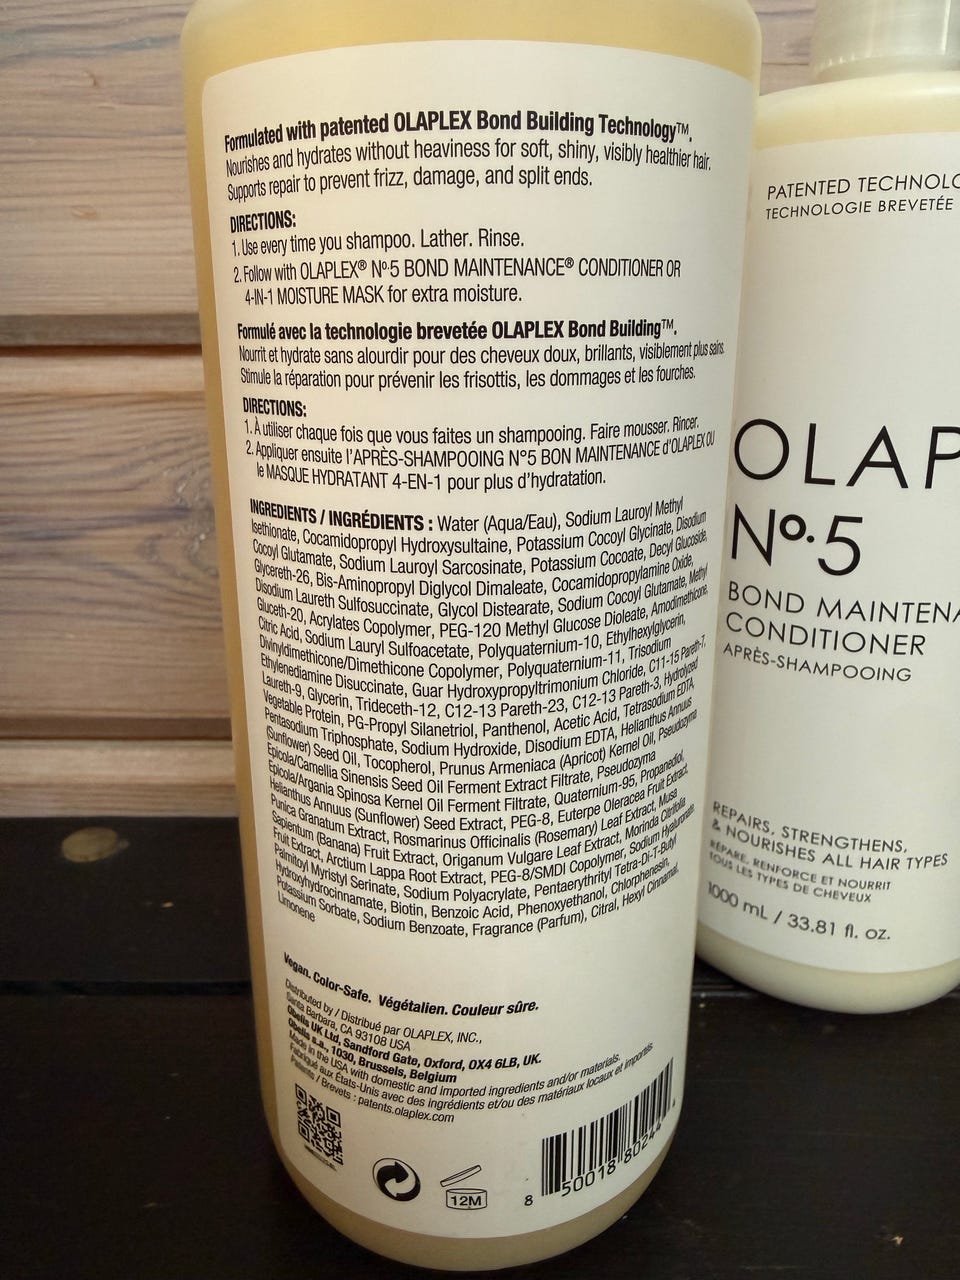 Formulated with patented OLAPLEX Bond Building Technology™.
Nourishes and hydrates without heaviness for soft, shiny, visibly healthier hair.
Supports repair to prevent frizz, damage, and split ends.
DIRECTIONS:
1. Use every time you shampoo. Lather. Rinse.
2. Follow with OLAPLEX® Nº.5 BOND MAINTENANCE® CONDITIONER OR
4-IN-1 MOISTURE MASK for extra moisture.
Formulé avec la technologie brevetée OLAPLEX Bond Building™.
Nourrit et hydrate sans alourdir pour des cheveux doux, brillants, visiblement plus sains.
Stimule la réparation pour prévenir les frisottis, les dommages et les fourches.
DIRECTIONS:
1. À utiliser chaque fois que vous faites un shampooing. Faire mousser. Rincer.
2. Appliquer ensuite l'APRÈS-SHAMPOOING N°5 BON MAINTENANCE d'OLAPLEX OU
le MASQUE HYDRATANT 4-EN-1 pour plus d'hydratation.
INGREDIENTS / INGRÉDIENTS : Water (Aqua/Eau), Sodium Lauroyl Methyl
Isethionate, Cocamidopropyl Hydroxysultaine, Potassium Cocoyl Glycinate, Disodium
Cocoyl Glutamate, Sodium Lauroyl Sarcosinate, Potassium Cocoate, Decyl Glucoside,
Glycereth-26, Bis-Aminopropyl Diglycol Dimaleate, Cocamidopropylamine Oxide,
Disodium Laureth Sulfosuccinate, Glycol Distearate, Sodium Cocoyl Glutamate, Methyl
Gluceth-20, Acrylates Copolymer, PEG-120 Methyl Glucose Dioleate, Amodimethicone,
Citric Acid, Sodium Lauryl Sulfoacetate, Polyquaternium-10, Ethylhexylglycerin,
Divinyldimethicone/Dimethicone Copolymer, Polyquaternium-11, Trisodium
Ethylenediamine Disuccinate, Guar Hydroxypropyltrimonium Chloride, C11-15 Pareth-7,
Laureth-9, Glycerin, Trideceth-12, C12-13 Pareth-23, C12-13 Pareth-3, Hydrolyzed
Vegetable Protein, PG-Propyl Silanetriol, Panthenol, Acetic Acid, Tetrasodium EDTA,
Pentasodium Triphosphate, Sodium Hydroxide, Disodium EDTA, Helianthus Annuus
(Sunflower) Seed Oil, Tocopherol, Prunus Armeniaca (Apricot) Kernel Oil, Pseudozyma
Epicola/Camellia Sinensis Seed Oil Ferment Extract Filtrate, Pseudozyma
Epicola/Argania Spinosa Kernel Oil Ferment Filtrate, Quaternium-95, Propanediol,
Helianthus Annuus (Sunflower) Seed Extract, PEG-8, Euterpe Oleracea Fruit Extract,
Punica Granatum Extract, Rosmarinus Officinalis (Rosemary) Leaf Extract, Musa
Sapientum (Banana) Fruit Extract, Origanum Vulgare Leaf Extract, Morinda Citrifolia
Fruit Extract, Arctium Lappa Root Extract, PEG-8/SMDI Copolymer, Sodium Hyaluronate,
Palmitoyl Myristyl Serinate, Sodium Polyacrylate, Pentaerythrityl Tetra-Di-T-Butyl
Hydroxyhydrocinnamate, Biotin, Benzoic Acid, Phenoxyethanol, Chlorphenesin,
Potassium Sorbate, Sodium Benzoate, Fragrance (Parfum), Citral, Hexyl Cinnamal,
Limonene
Vegan. Color-Safe. Végétalien. Couleur sûre.
Distributed by / Distribué par OLAPLEX, INC.,
Santa Barbara, CA 93108 USA
Obelis UK Ltd, Sandford Gate, Oxford, OX4 6LB, UK.
Obelis s.a., 1030, Brussels, Belgium
Made in the USA with domestic and imported ingredients and/or materials.
Fabriqué aux États-Unis avec des ingrédients et/ou des matériaux locaux et importés.
Patents / Brevets : patents.olaplex.com
12M
8 50018 80244
PATENTED TECHNOLO
TECHNOLOGIE BREVETÉE
OLAP
Nº.5
BOND MAINTENA
CONDITIONER
APRÈS-SHAMPOOING
REPAIRS, STRENGTHENS,
& NOURISHES ALL HAIR TYPES
RÉPARE, RENFORCE ET NOURRIT
TOUS LES TYPES DE CHEVEUX
1000 mL / 33.81 fl. oz.